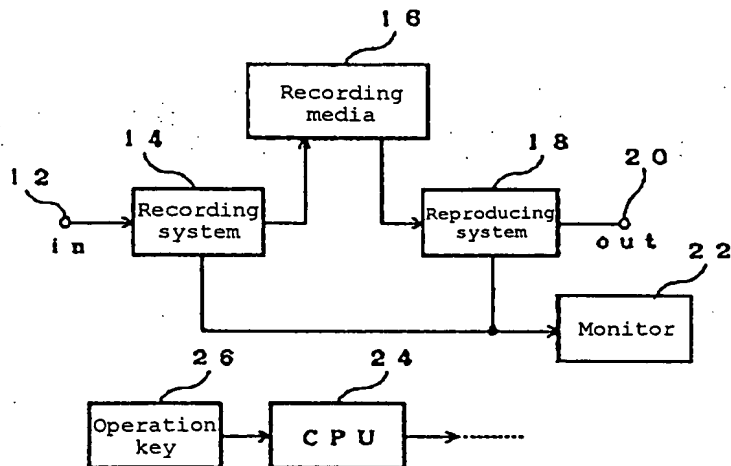 16
Recording
media
14
18
20
12
Recording
system
Reproducing
system
in
out
22
Monitor
26
24
Operation
key
CPU